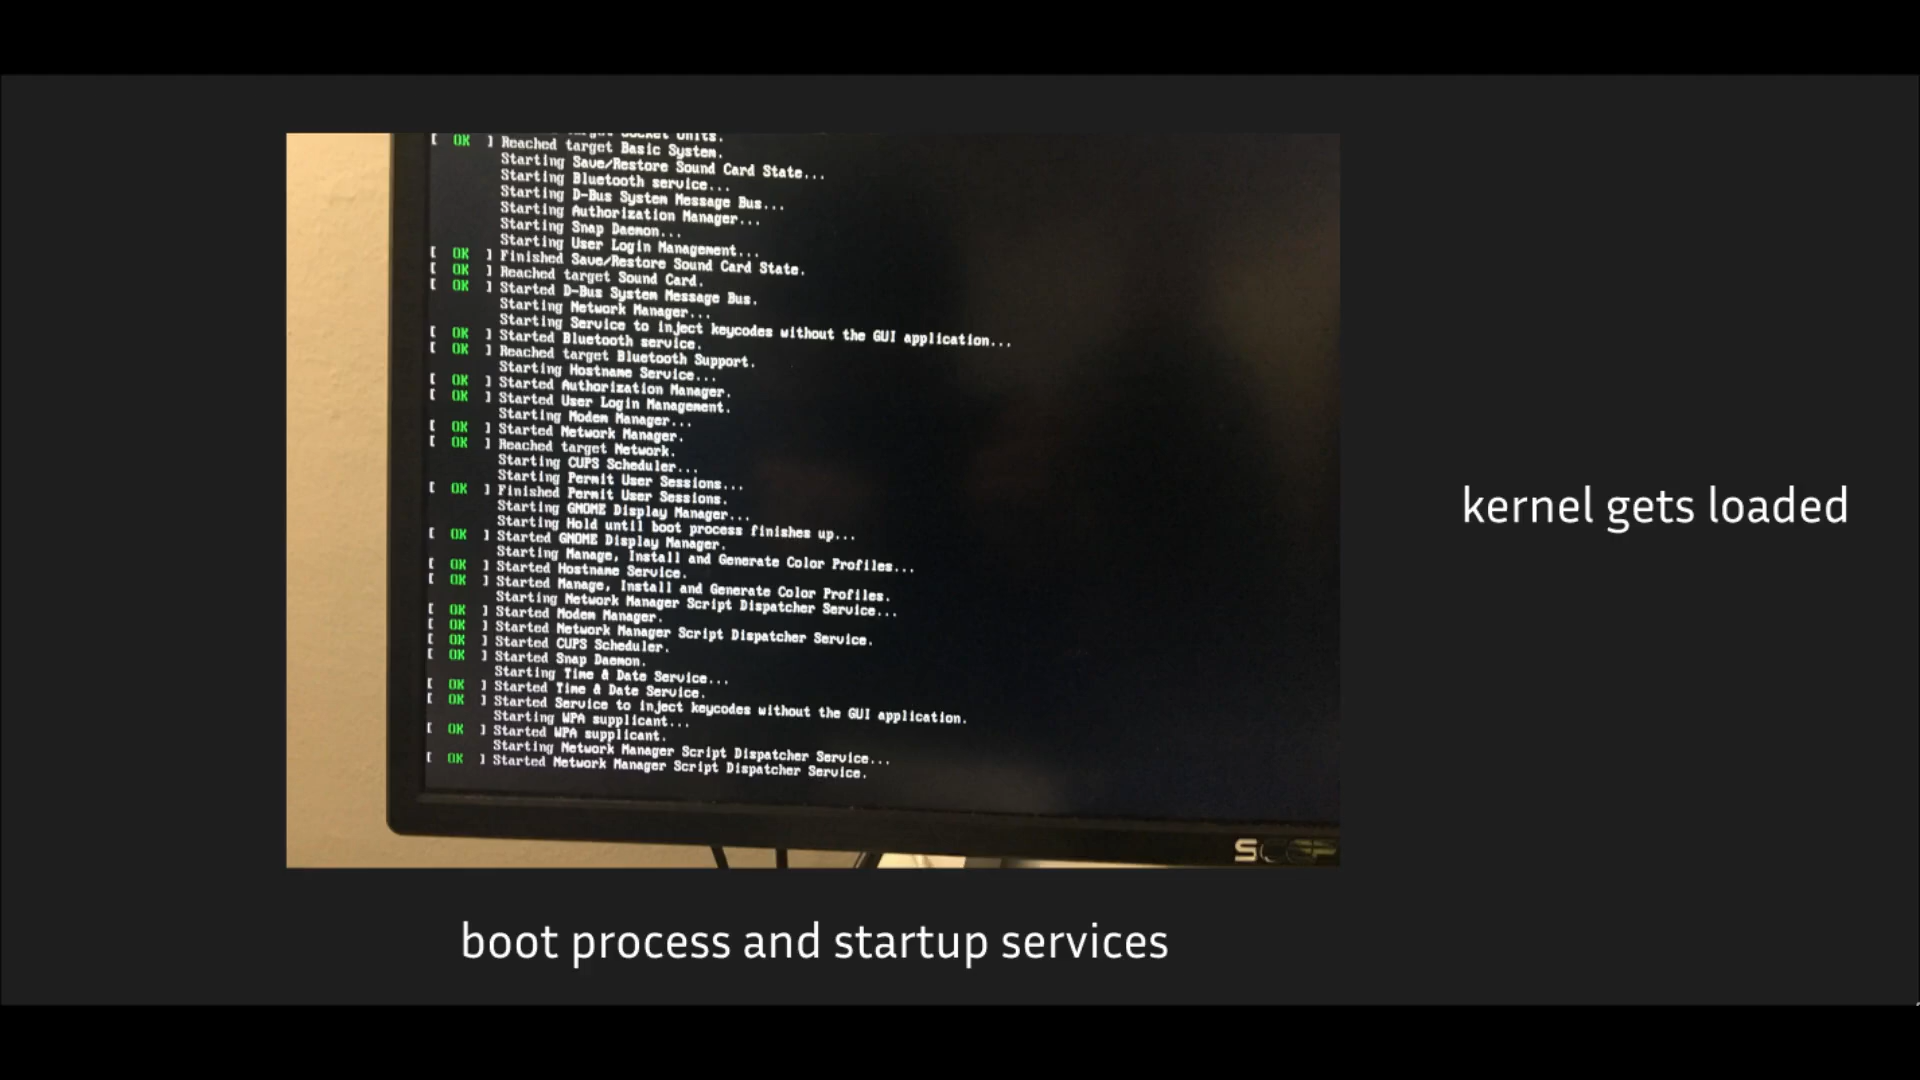 Socket Units.
[ OK ] Reached target Basic System.
Starting Save/Restore Sound Card State...
Starting Bluetooth service...
Starting D-Bus System Message Bus...
Starting Authorization Manager...
Starting Snap Daemon...
Starting User Login Management...
[ OK ] Finished Save/Restore Sound Card State.
[ OK ] Reached target Sound Card.
[ OK ] Started D-Bus System Message Bus.
Starting Network Manager...
Starting Service to inject keycodes without the GUI application...
[ OK ] Started Bluetooth service.
[ OK ] Reached target Bluetooth Support.
Starting Hostname Service...
[ OK ] Started Authorization Manager.
[ OK ] Started User Login Management.
Starting Modem Manager...
[ OK ] Started Network Manager.
[ OK ] Reached target Network.
Starting CUPS Scheduler...
Starting Permit User Sessions...
[ OK ] Finished Permit User Sessions.
Starting GNOME Display Manager...
Starting Hold until boot process finishes up...
[ OK ] Started GNOME Display Manager.
Starting Manage, Install and Generate Color Profiles...
[ OK ] Started Hostname Service.
[ OK ] Started Manage, Install and Generate Color Profiles.
Starting Network Manager Script Dispatcher Service...
[ OK ] Started Modem Manager.
[ OK ] Started Network Manager Script Dispatcher Service.
[ OK ] Started CUPS Scheduler.
[ OK ] Started Snap Daemon.
Starting Time & Date Service...
[ OK ] Started Time & Date Service.
[ OK ] Started Service to inject keycodes without the GUI application.
Starting WPA supplicant...
[ OK ] Started WPA supplicant.
Starting Network Manager Script Dispatcher Service...
[ OK ] Started Network Manager Script Dispatcher Service.
kernel gets loaded
boot process and startup services